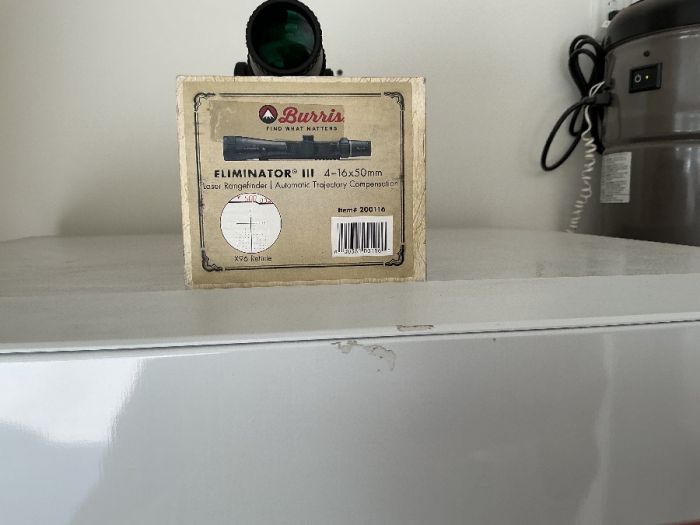 Burris
FIND WHAT MATTERS
ELIMINATOR® III 4-16x50mm
Laser Rangefinder | Automatic Trajectory Compensation
Item# 200116
X96 Reticle